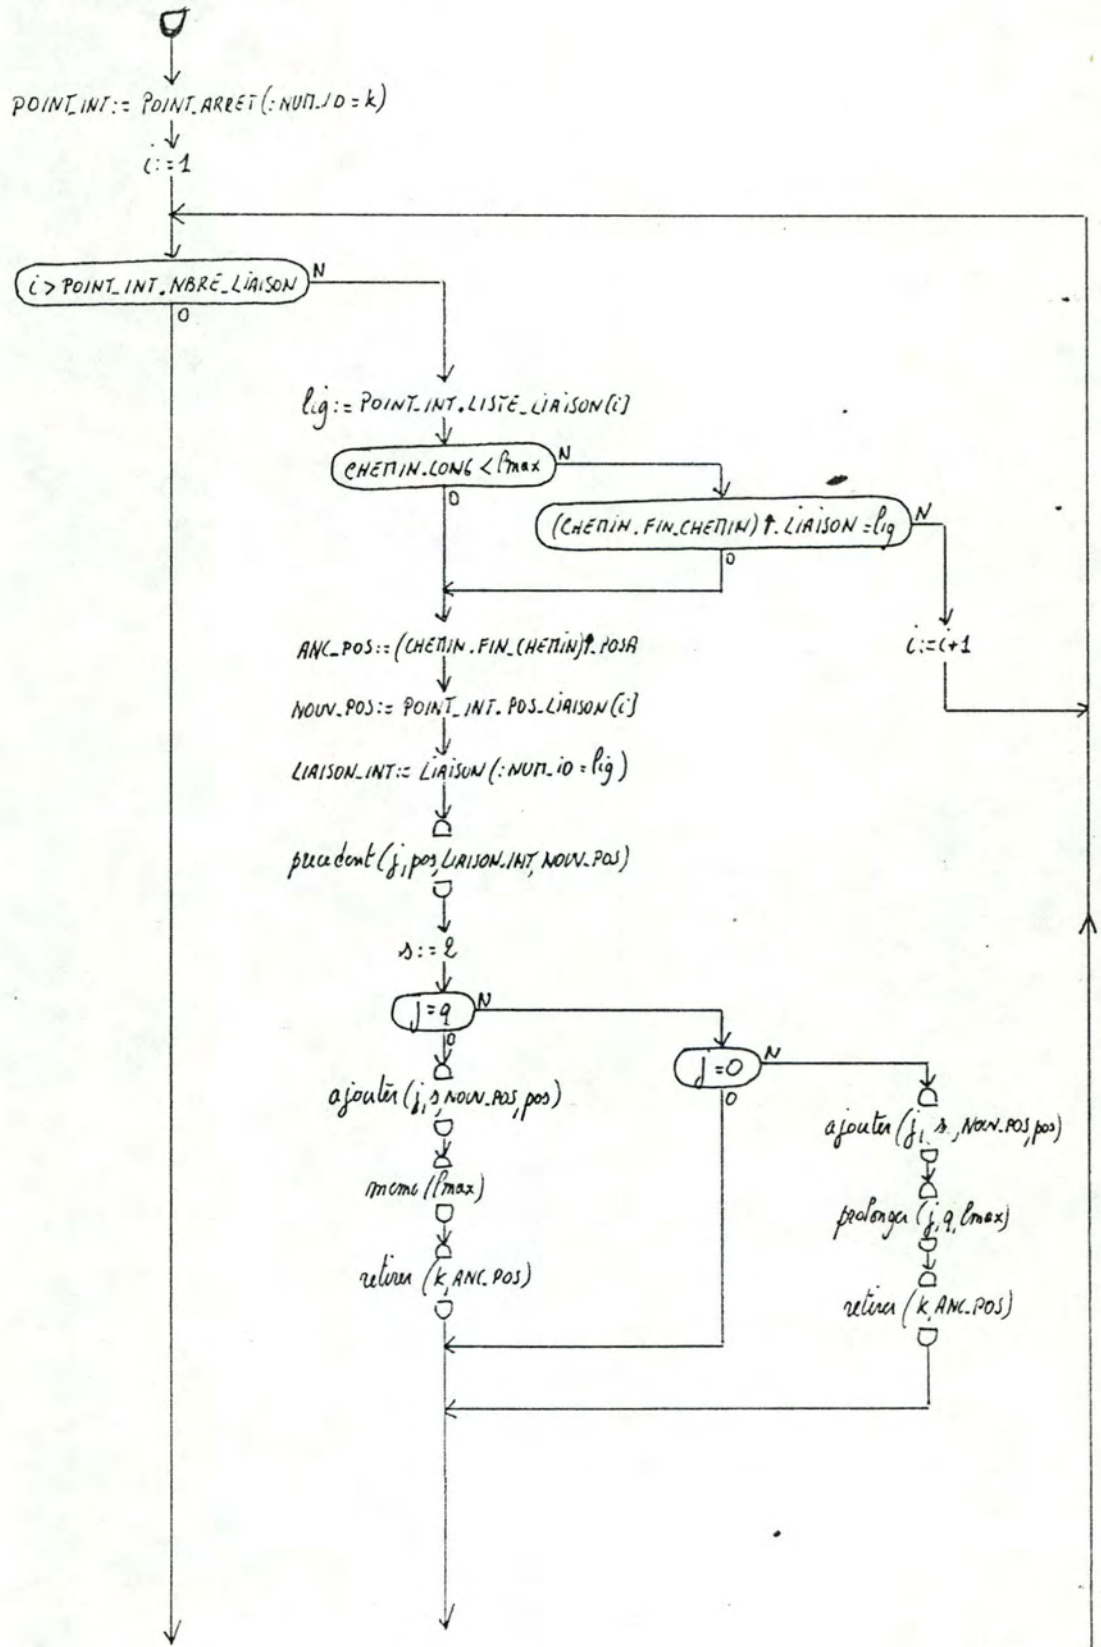 POINT_INT:= POINT_ARRET(:NUM_ID=k)
i:=1
i > POINT_INT.NBRE_LIAISON
N
O
lig:= POINT_INT.LISTE_LIAISON[i]
CHEMIN.LONG < lmax
N
O
(CHEMIN.FIN_CHEMIN)↑.LIAISON = lig
N
O
ANC_POS:=(CHEMIN.FIN_CHEMIN)↑.POSA
i:=i+1
NOUV_POS:= POINT_INT.POS_LIAISON[i]
LIAISON_INT:= LIAISON(:NUM_ID = lig)
precedent(j,pos,LIAISON_INT,NOUV_POS)
s:=2
j=q
N
O
j=0
N
O
ajouter(j,s,NOUV_POS,pos)
ajouter(j,s,NOUV_POS,pos)
meme(lmax)
prolonger(j,q,lmax)
retirer(k,ANC_POS)
retirer(k,ANC_POS)